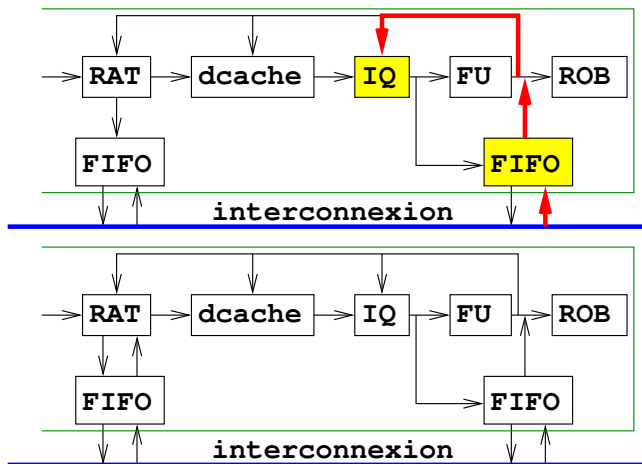 RAT dcache IQ FU ROB
FIFO FIFO
interconnexion
RAT dcache IQ FU ROB
FIFO FIFO
interconnexion